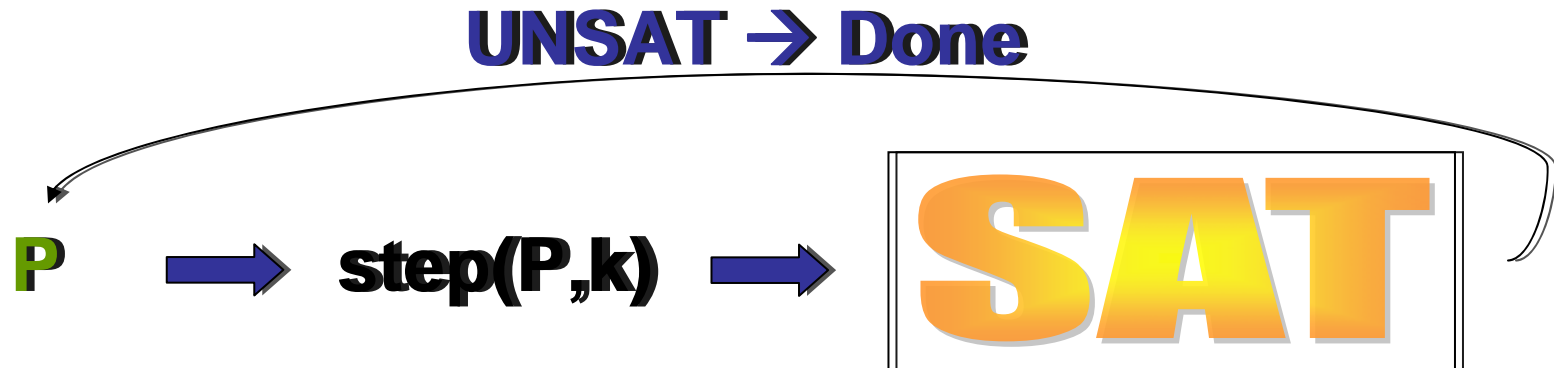 UNSAT → Done
P step(P,k) SAT